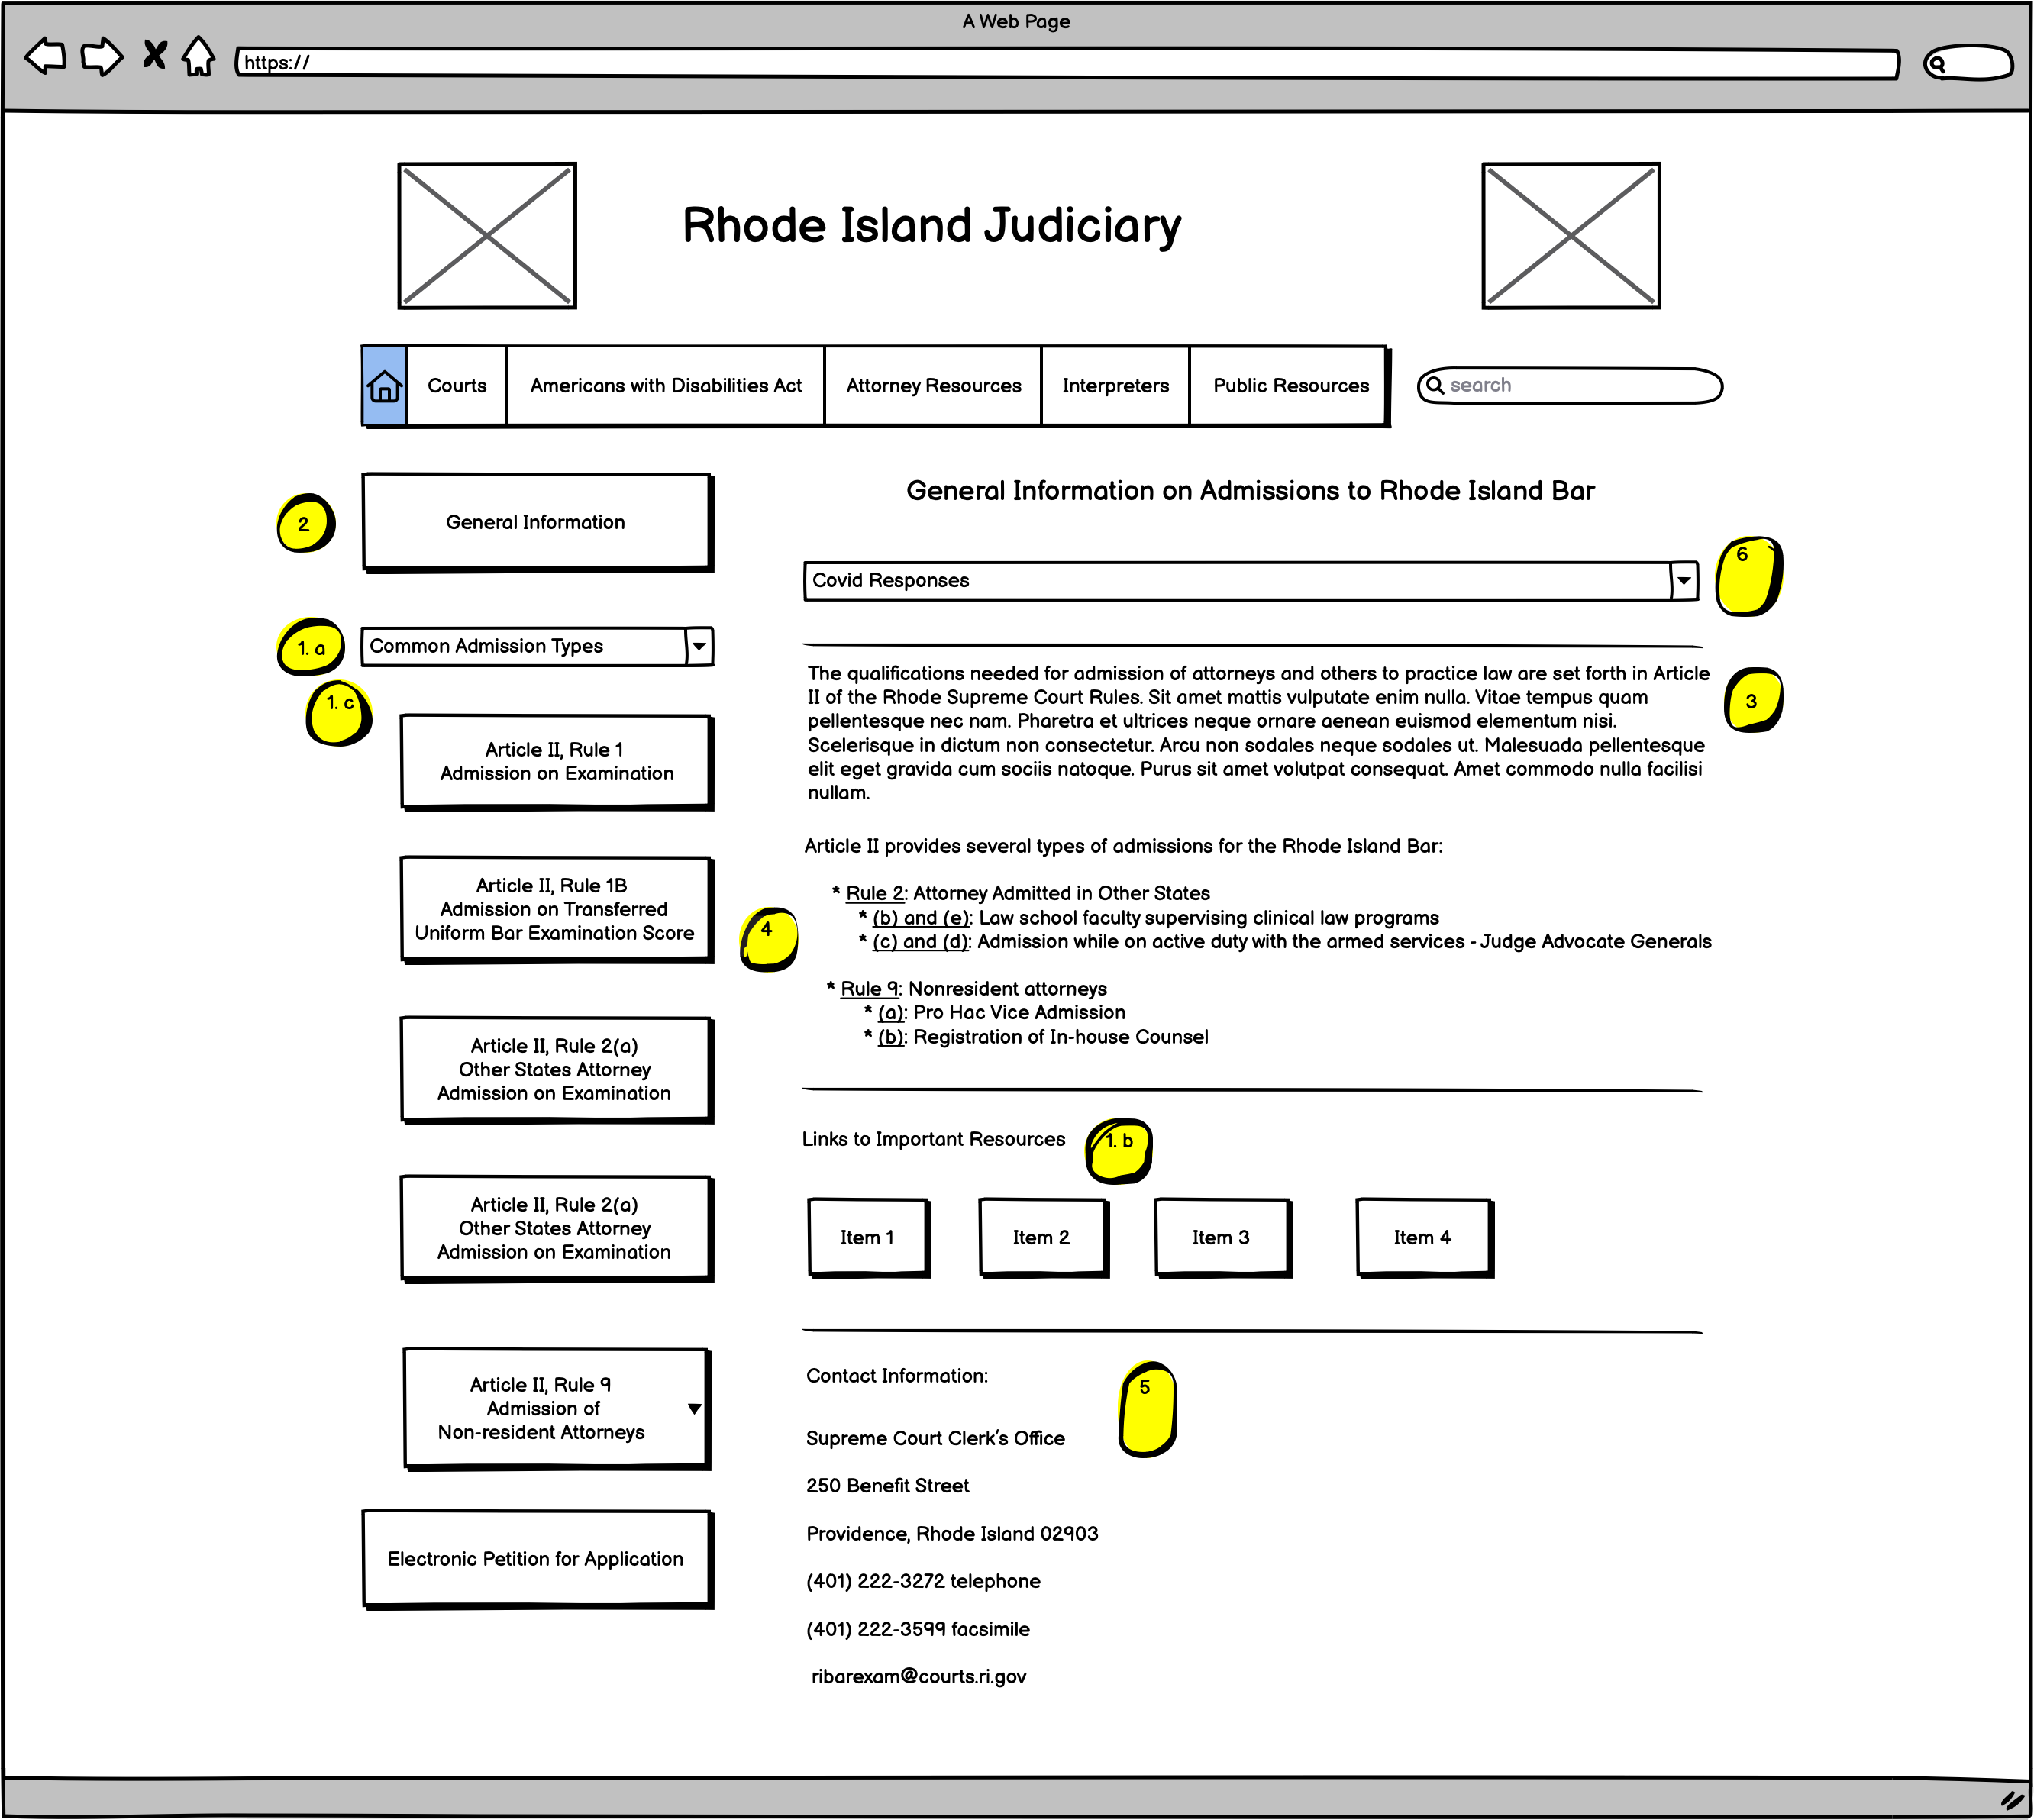 A Web Page
https://
Rhode Island Judiciary
Courts
Americans with Disabilities Act
Attorney Resources
Interpreters
Public Resources
search
2
General Information
1. a
Common Admission Types
1. c
Article II, Rule 1
Admission on Examination
Article II, Rule 1B
Admission on Transferred
Uniform Bar Examination Score
Article II, Rule 2(a)
Other States Attorney
Admission on Examination
Article II, Rule 2(a)
Other States Attorney
Admission on Examination
Article II, Rule 9
Admission of
Non-resident Attorneys
Electronic Petition for Application
General Information on Admissions to Rhode Island Bar
Covid Responses
6
The qualifications needed for admission of attorneys and others to practice law are set forth in Article
II of the Rhode Supreme Court Rules. Sit amet mattis vulputate enim nulla. Vitae tempus quam
pellentesque nec nam. Pharetra et ultrices neque ornare aenean euismod elementum nisi.
Scelerisque in dictum non consectetur. Arcu non sodales neque sodales ut. Malesuada pellentesque
elit eget gravida cum sociis natoque. Purus sit amet volutpat consequat. Amet commodo nulla facilisi
nullam.
3
Article II provides several types of admissions for the Rhode Island Bar:
4
* Rule 2: Attorney Admitted in Other States
* (b) and (e): Law school faculty supervising clinical law programs
* (c) and (d): Admission while on active duty with the armed services - Judge Advocate Generals
* Rule 9: Nonresident attorneys
* (a): Pro Hac Vice Admission
* (b): Registration of In-house Counsel
Links to Important Resources
1. b
Item 1
Item 2
Item 3
Item 4
Contact Information:
5
Supreme Court Clerk's Office
250 Benefit Street
Providence, Rhode Island 02903
(401) 222-3272 telephone
(401) 222-3599 facsimile
ribarexam@courts.ri.gov